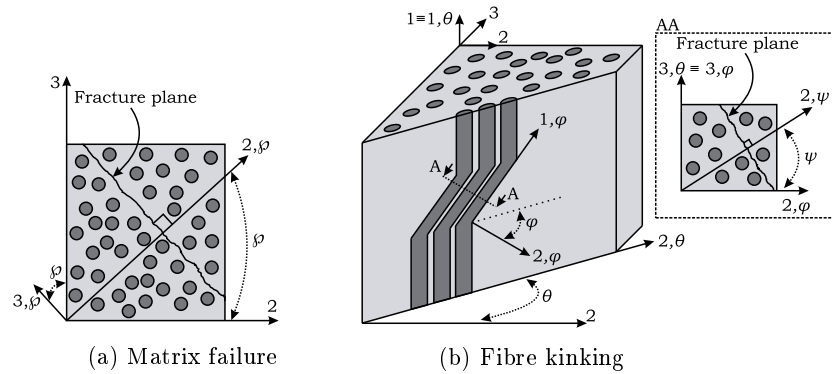 3
Fracture plane
2,℘
℘
℘
3,℘
2
(a) Matrix failure
1≡1,θ
3
2
1,φ
A
A
φ
2,φ
2,θ
θ
2
(b) Fibre kinking
AA
Fracture plane
3,θ ≡ 3,φ
2,ψ
ψ
2,φ